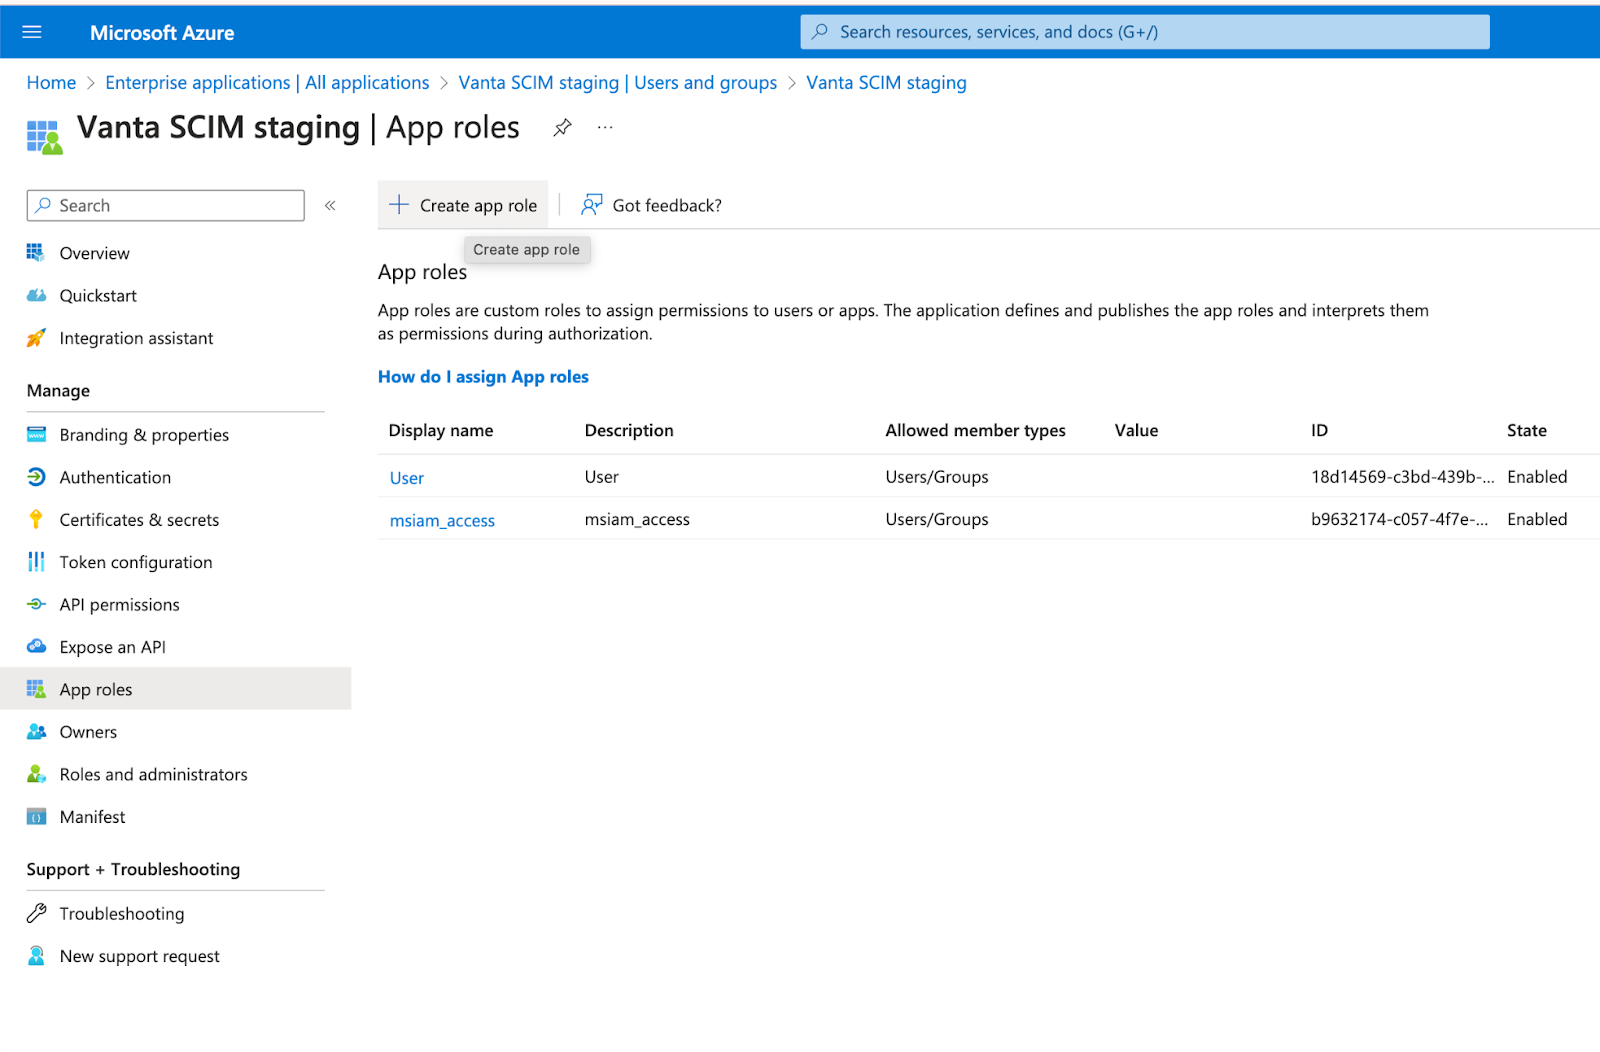 Microsoft Azure
Search resources, services, and docs (G+/)
Home > Enterprise applications | All applications > Vanta SCIM staging | Users and groups > Vanta SCIM staging
Vanta SCIM staging | App roles
Search
Create app role
Got feedback?
Create app role
Overview
Quickstart
Integration assistant
Manage
Branding & properties
Authentication
Certificates & secrets
Token configuration
API permissions
Expose an API
App roles
Owners
Roles and administrators
Manifest
Support + Troubleshooting
Troubleshooting
New support request
App roles
App roles are custom roles to assign permissions to users or apps. The application defines and publishes the app roles and interprets them
as permissions during authorization.
How do I assign App roles
Display name Description Allowed member types Value ID State
User User Users/Groups 18d14569-c3bd-439b-... Enabled
msiam_access msiam_access Users/Groups b9632174-c057-4f7e-... Enabled